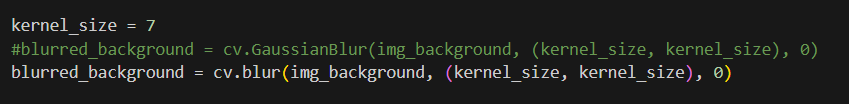 kernel_size = 7
#blurred_background = cv.GaussianBlur(img_background, (kernel_size, kernel_size), 0)
blurred_background = cv.blur(img_background, (kernel_size, kernel_size), 0)